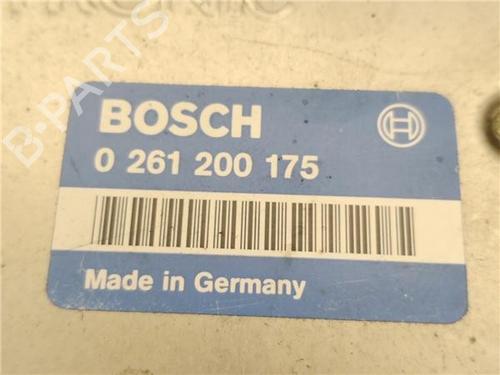 BOSCH
0 261 200 175
Made in Germany
B-PARTS